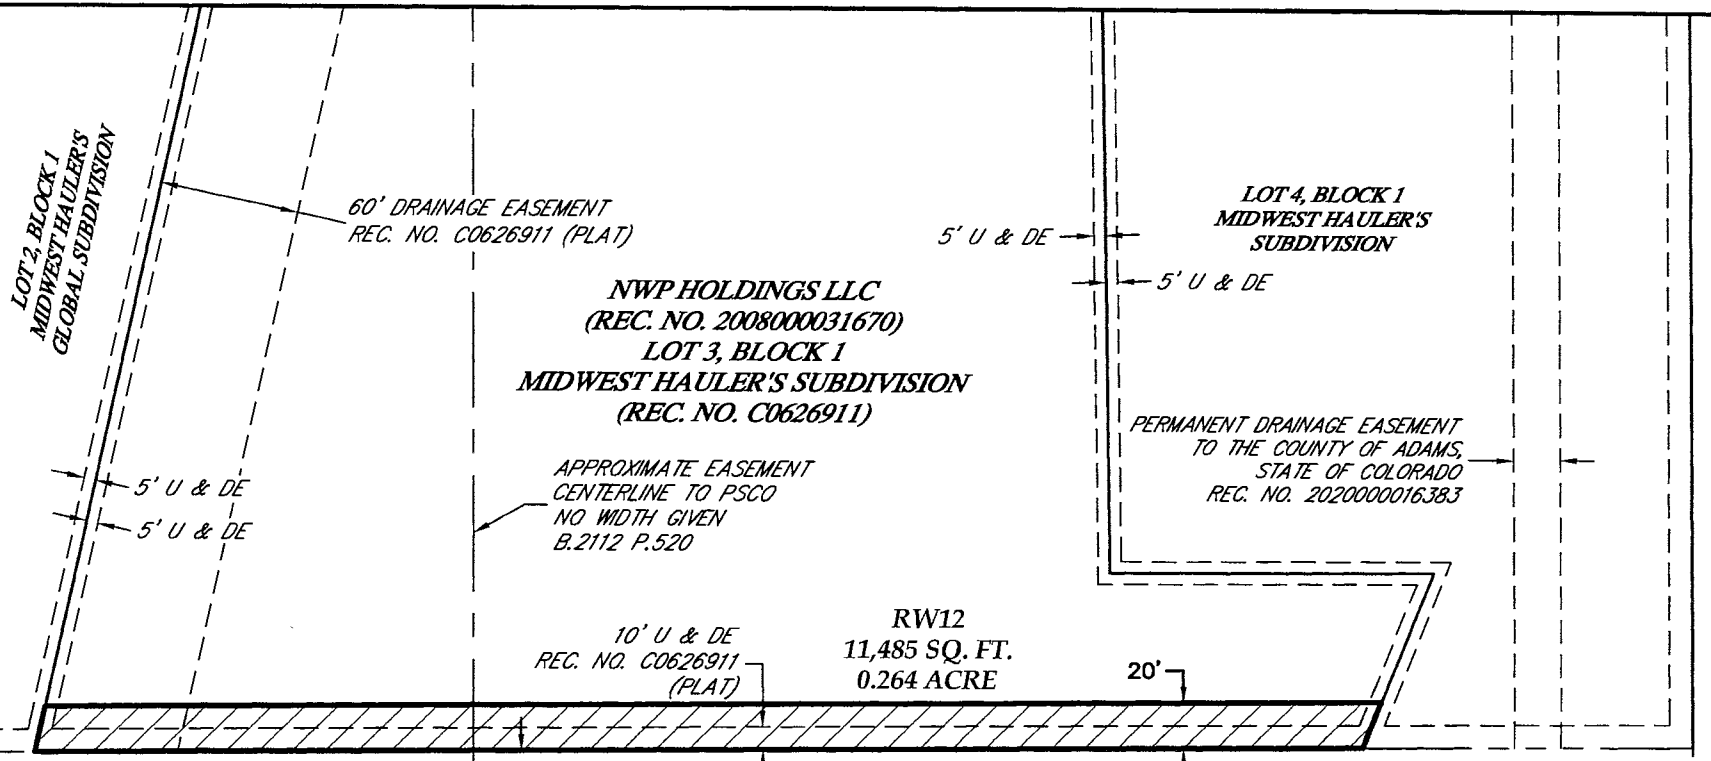 LOT 2, BLOCK 1
MIDWEST HAULER'S
GLOBAL SUBDIVISION
60' DRAINAGE EASEMENT
REC. NO. C0626911 (PLAT)
5' U & DE
5' U & DE
LOT 4, BLOCK 1
MIDWEST HAULER'S
SUBDIVISION
NWP HOLDINGS LLC
(REC. NO. 2008000031670)
LOT 3, BLOCK 1
MIDWEST HAULER'S SUBDIVISION
(REC. NO. C0626911)
PERMANENT DRAINAGE EASEMENT
TO THE COUNTY OF ADAMS,
STATE OF COLORADO
REC. NO. 2020000016383
5' U & DE
5' U & DE
APPROXIMATE EASEMENT
CENTERLINE TO PSCO
NO WIDTH GIVEN
B.2112 P.520
10' U & DE
REC. NO. C0626911
(PLAT)
RW12
11,485 SQ. FT.
0.264 ACRE
20'